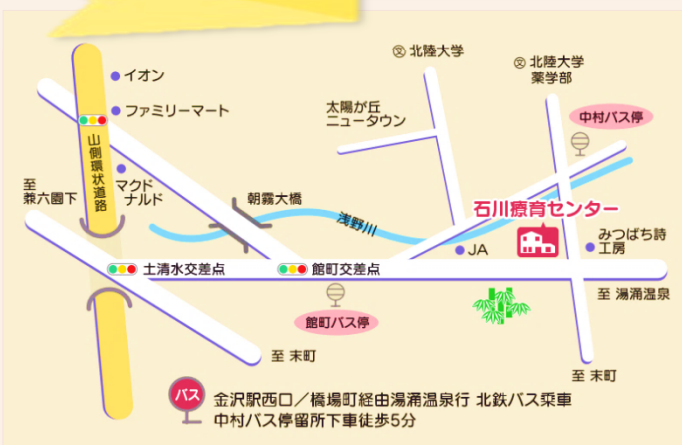 文 北陸大学
文 北陸大学
薬学部
イオン
ファミリーマート
太陽が丘
ニュータウン
中村バス停
山側環状道路
至
兼六園下
マクド
ナルド
朝霧大橋
浅野川
石川療育センター
みつばち詩
工房
JA
土清水交差点
館町交差点
至 湯涌温泉
館町バス停
至 末町
至 末町
バス
金沢駅西口／橋場町経由湯涌温泉行 北鉄バス乗車
中村バス停留所下車徒歩5分